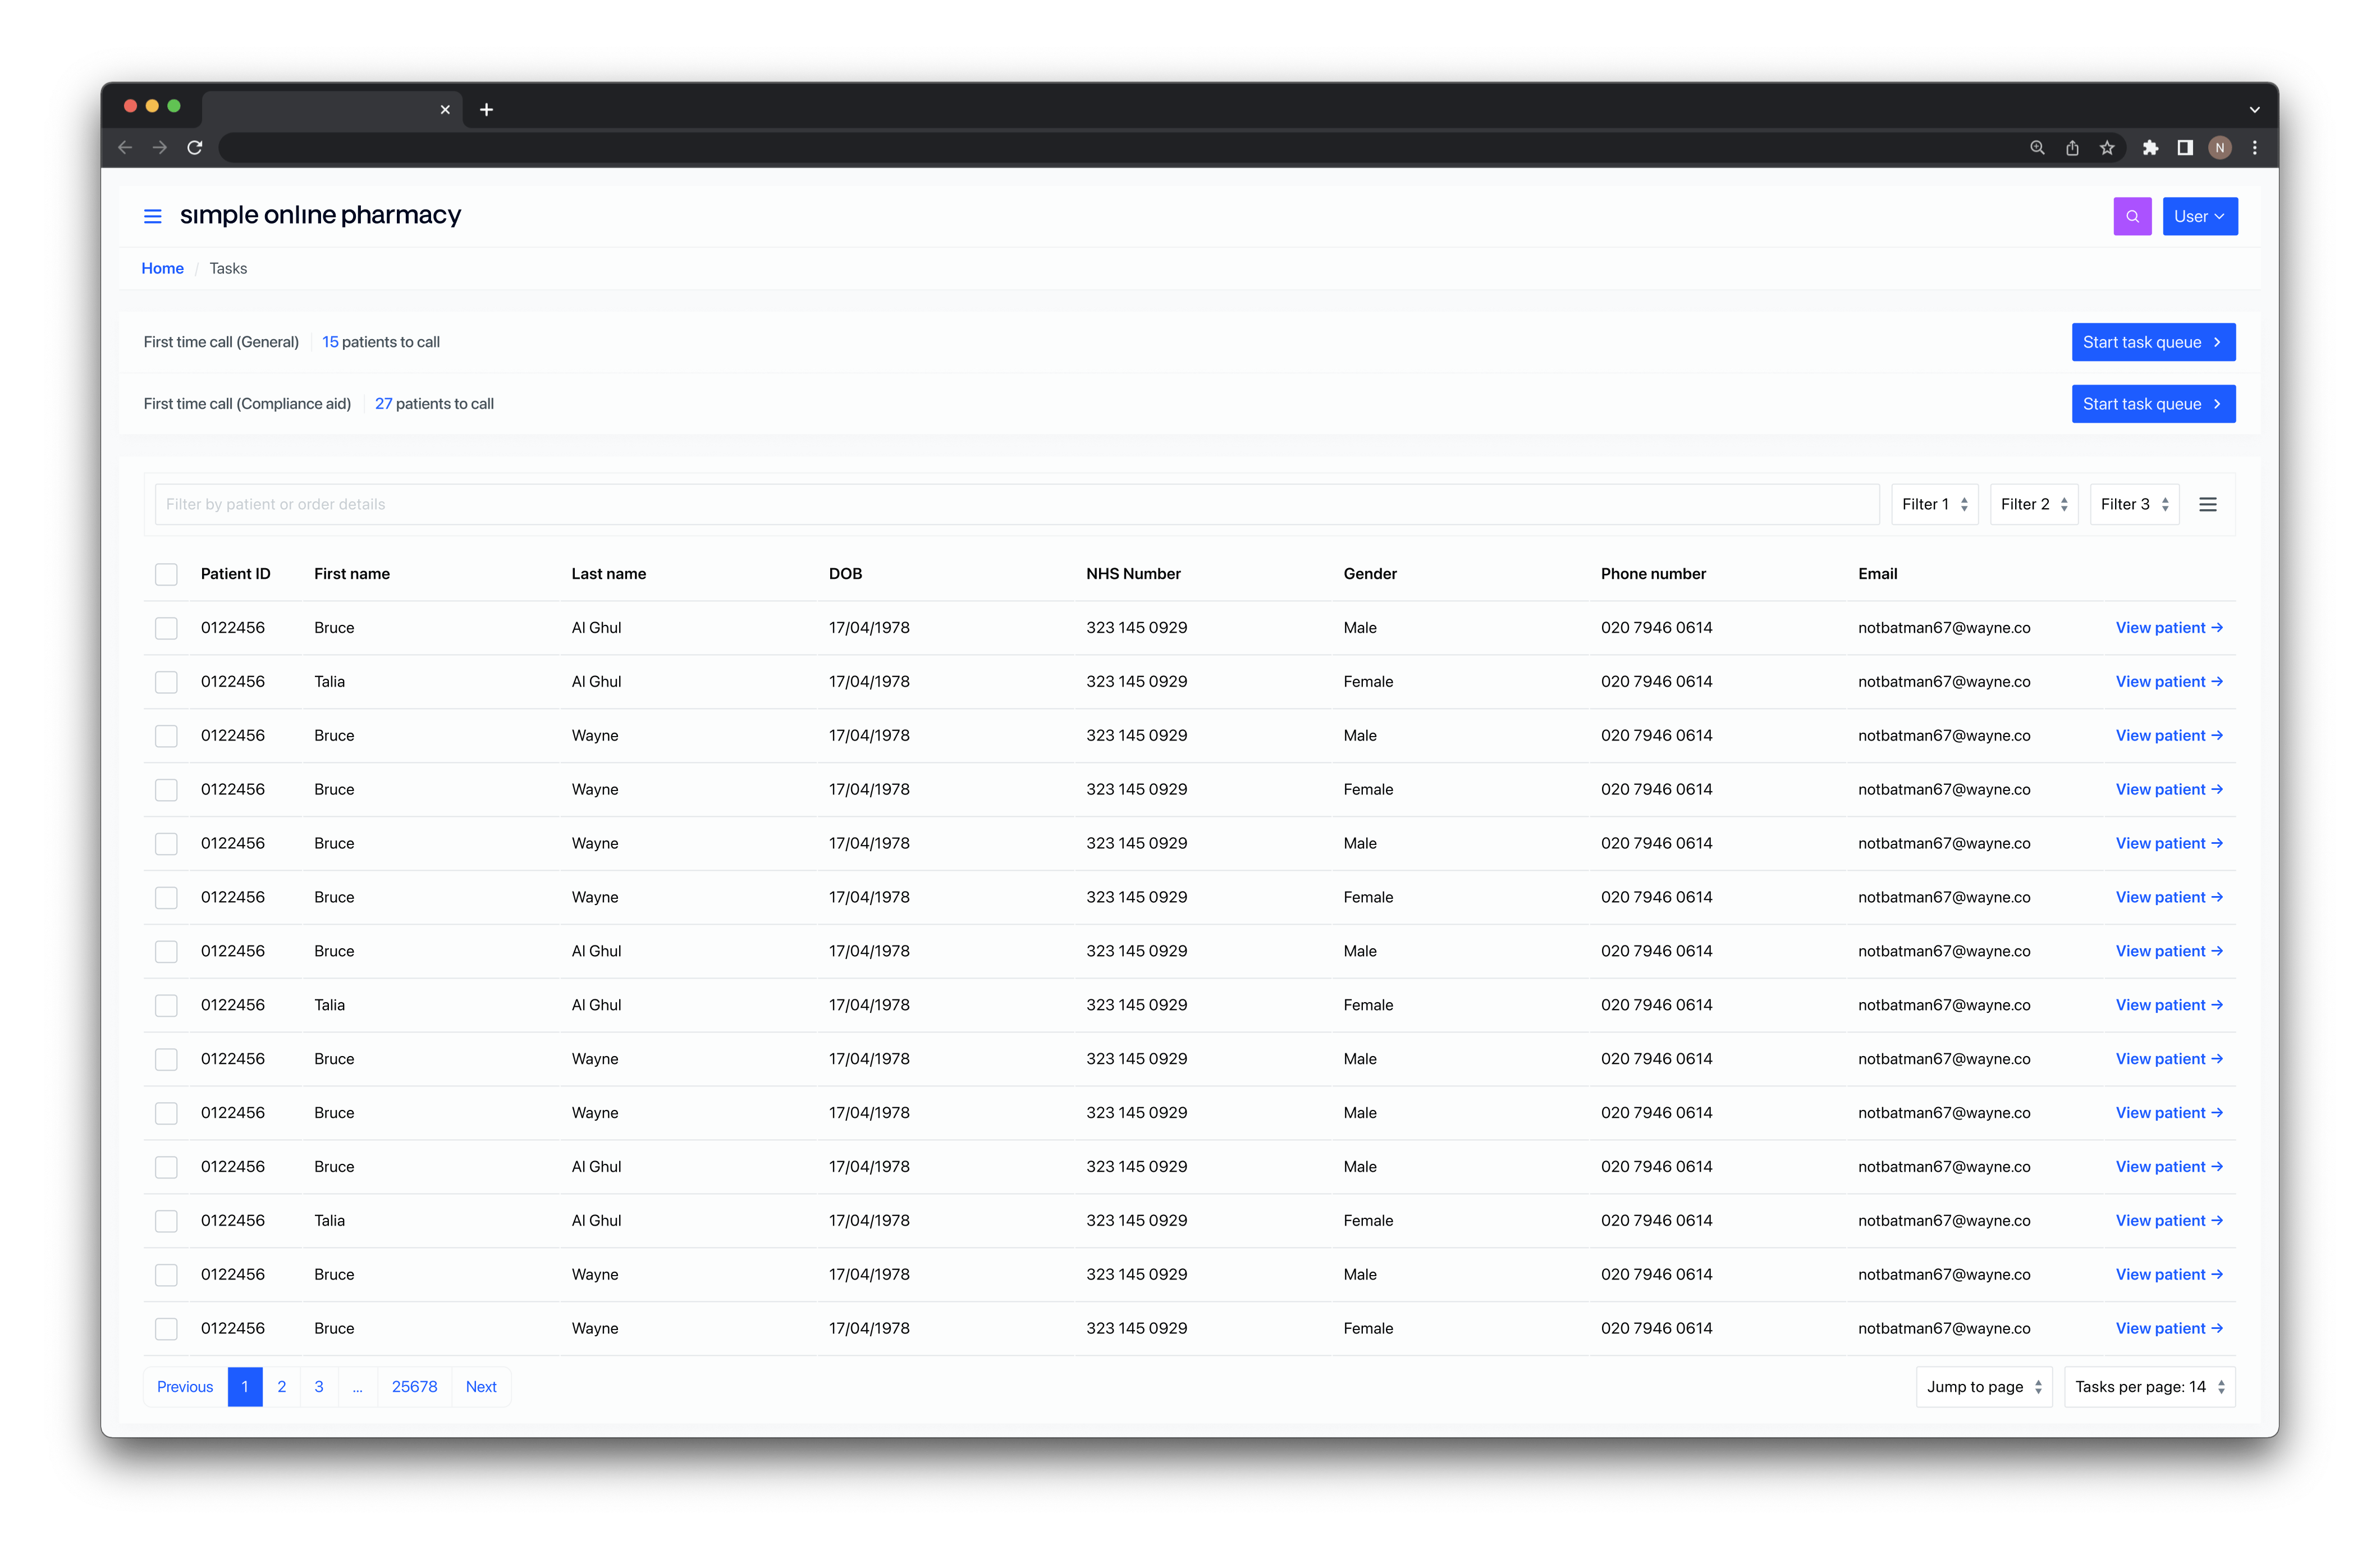 N
simple online pharmacy
User
Home / Tasks
First time call (General) 15 patients to call Start task queue
First time call (Compliance aid) 27 patients to call Start task queue
Filter by patient or order details Filter 1 Filter 2 Filter 3
Patient ID First name Last name DOB NHS Number Gender Phone number Email
0122456 Bruce Al Ghul 17/04/1978 323 145 0929 Male 020 7946 0614 notbatman67@wayne.co View patient →
0122456 Talia Al Ghul 17/04/1978 323 145 0929 Female 020 7946 0614 notbatman67@wayne.co View patient →
0122456 Bruce Wayne 17/04/1978 323 145 0929 Male 020 7946 0614 notbatman67@wayne.co View patient →
0122456 Bruce Wayne 17/04/1978 323 145 0929 Female 020 7946 0614 notbatman67@wayne.co View patient →
0122456 Bruce Wayne 17/04/1978 323 145 0929 Male 020 7946 0614 notbatman67@wayne.co View patient →
0122456 Bruce Wayne 17/04/1978 323 145 0929 Female 020 7946 0614 notbatman67@wayne.co View patient →
0122456 Bruce Al Ghul 17/04/1978 323 145 0929 Male 020 7946 0614 notbatman67@wayne.co View patient →
0122456 Talia Al Ghul 17/04/1978 323 145 0929 Female 020 7946 0614 notbatman67@wayne.co View patient →
0122456 Bruce Wayne 17/04/1978 323 145 0929 Male 020 7946 0614 notbatman67@wayne.co View patient →
0122456 Bruce Wayne 17/04/1978 323 145 0929 Male 020 7946 0614 notbatman67@wayne.co View patient →
0122456 Bruce Al Ghul 17/04/1978 323 145 0929 Male 020 7946 0614 notbatman67@wayne.co View patient →
0122456 Talia Al Ghul 17/04/1978 323 145 0929 Female 020 7946 0614 notbatman67@wayne.co View patient →
0122456 Bruce Wayne 17/04/1978 323 145 0929 Male 020 7946 0614 notbatman67@wayne.co View patient →
0122456 Bruce Wayne 17/04/1978 323 145 0929 Female 020 7946 0614 notbatman67@wayne.co View patient →
Previous 1 2 3 ... 25678 Next Jump to page Tasks per page: 14